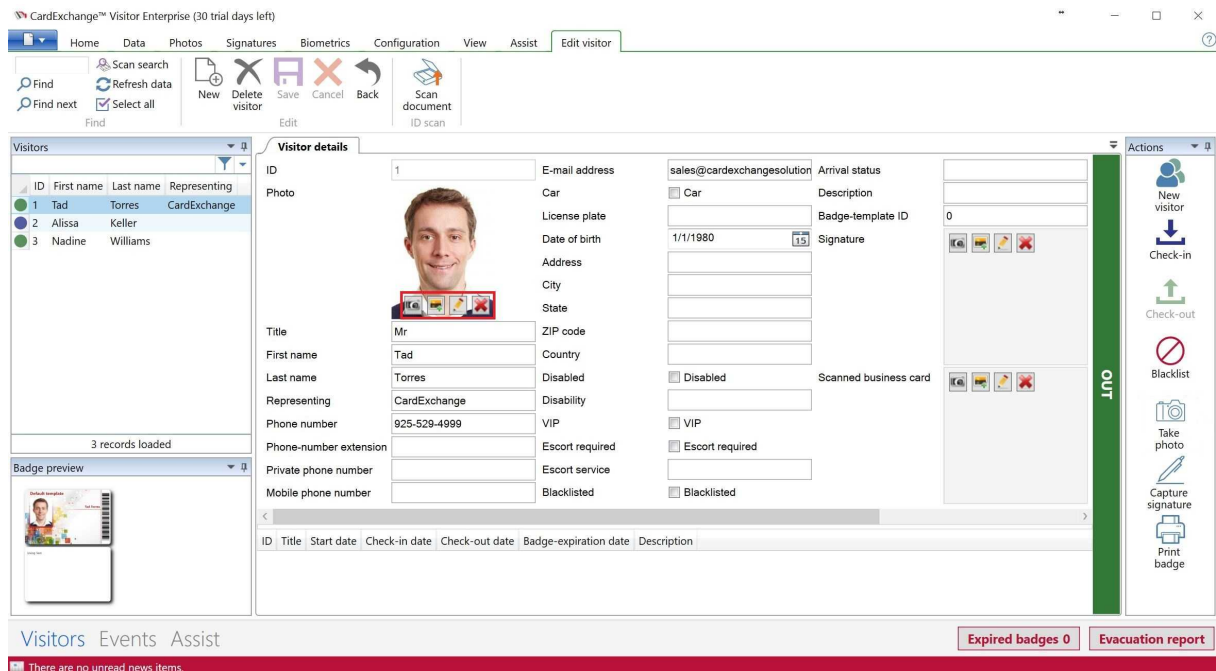 CardExchange™ Visitor Enterprise (30 trial days left)
Home Data Photos Signatures Biometrics Configuration View Assist Edit visitor
Scan search
Find
Refresh data
Find next
Select all
Find
New
Delete visitor
Save
Cancel
Back
Edit
Scan document
ID scan
Visitors
ID First name Last name Representing
1 Tad Torres CardExchange
2 Alissa Keller
3 Nadine Williams
3 records loaded
Badge preview
Default template
Tad Torres
Visitor details
ID 1
Photo
Title Mr
First name Tad
Last name Torres
Representing CardExchange
Phone number 925-529-4999
Phone-number extension
Private phone number
Mobile phone number
E-mail address sales@cardexchangesolution
Car Car
License plate
Date of birth 1/1/1980 15
Address
City
State
ZIP code
Country
Disabled Disabled
Disability
VIP VIP
Escort required Escort required
Escort service
Blacklisted Blacklisted
Arrival status
Description
Badge-template ID 0
Signature
Scanned business card
OUT
ID Title Start date Check-in date Check-out date Badge-expiration date Description
Actions
New visitor
Check-in
Check-out
Blacklist
Take photo
Capture signature
Print badge
Visitors Events Assist
Expired badges 0
Evacuation report
There are no unread news items.